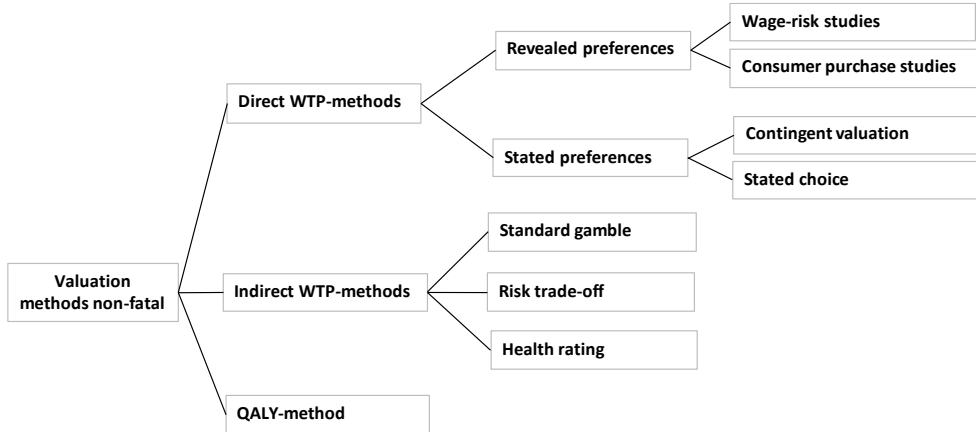 Wage-risk studies
Revealed preferences
Consumer purchase studies
Direct WTP-methods
Contingent valuation
Stated preferences
Stated choice
Standard gamble
Valuation
methods non-fatal
Indirect WTP-methods
Risk trade-off
Health rating
QALY-method